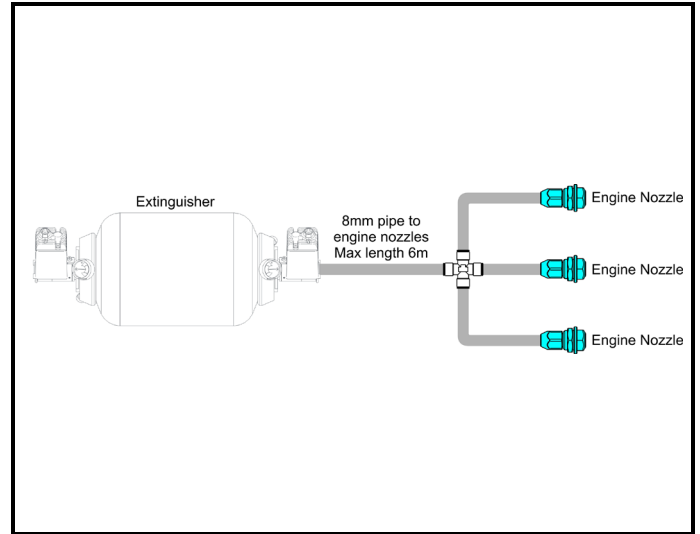 Extinguisher
8mm pipe to
engine nozzles
Max length 6m
Engine Nozzle
Engine Nozzle
Engine Nozzle